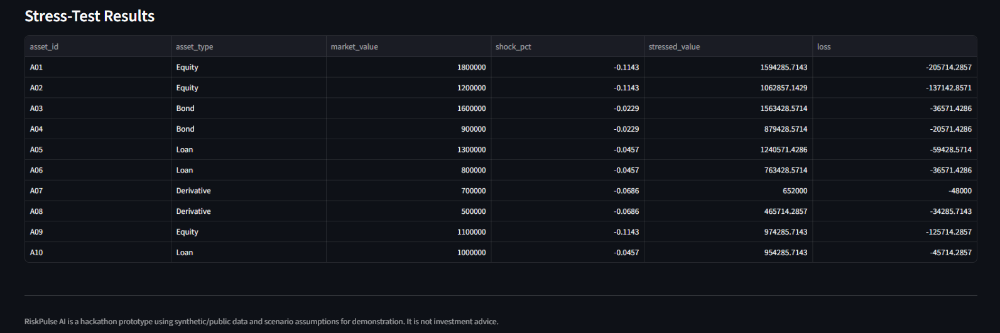 Stress-Test Results
asset_id asset_type market_value shock_pct stressed_value loss
A01 Equity 1800000 -0.1143 1594285.7143 -205714.2857
A02 Equity 1200000 -0.1143 1062857.1429 -137142.8571
A03 Bond 1600000 -0.0229 1563428.5714 -36571.4286
A04 Bond 900000 -0.0229 879428.5714 -20571.4286
A05 Loan 1300000 -0.0457 1240571.4286 -59428.5714
A06 Loan 800000 -0.0457 763428.5714 -36571.4286
A07 Derivative 700000 -0.0686 652000 -48000
A08 Derivative 500000 -0.0686 465714.2857 -34285.7143
A09 Equity 1100000 -0.1143 974285.7143 -125714.2857
A10 Loan 1000000 -0.0457 954285.7143 -45714.2857
RiskPulse AI is a hackathon prototype using synthetic/public data and scenario assumptions for demonstration. It is not investment advice.